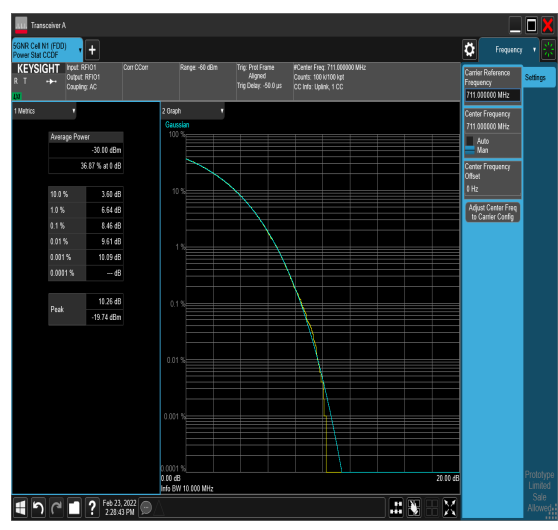 Transceiver A
5GNR Cell N1 (FDD)
Power Stat CCDF
Frequency
KEYSIGHT
R T
Input: RFIO1
Output: RFIO1
Coupling: AC
Corr CCorr
Range: -60 dBm
Trig: Prot Frame
Aligned
Trig Delay: -50.0 µs
#Center Freq: 711.000000 MHz
Counts: 100 k/100 kpt
CC Info: Uplink, 1 CC
Carrier Reference
Frequency
711.000000 MHz
Settings
Center Frequency
711.000000 MHz
Auto
Man
Center Frequency
Offset
0 Hz
Adjust Center Freq
to Carrier Config
1 Metrics
Average Power
-30.00 dBm
36.87 % at 0 dB
10.0 % 3.60 dB
1.0 % 6.64 dB
0.1 % 8.46 dB
0.01 % 9.61 dB
0.001 % 10.09 dB
0.0001 % --- dB
Peak
10.26 dB
-19.74 dBm
2 Graph
Gaussian
100 %
10 %
1 %
0.1 %
0.01 %
0.001 %
0.0001 %
0.00 dB
20.00 dB
Info BW 10.000 MHz
Feb 23, 2022
2:28:43 PM
Prototype
Limited
Sale
Allowed